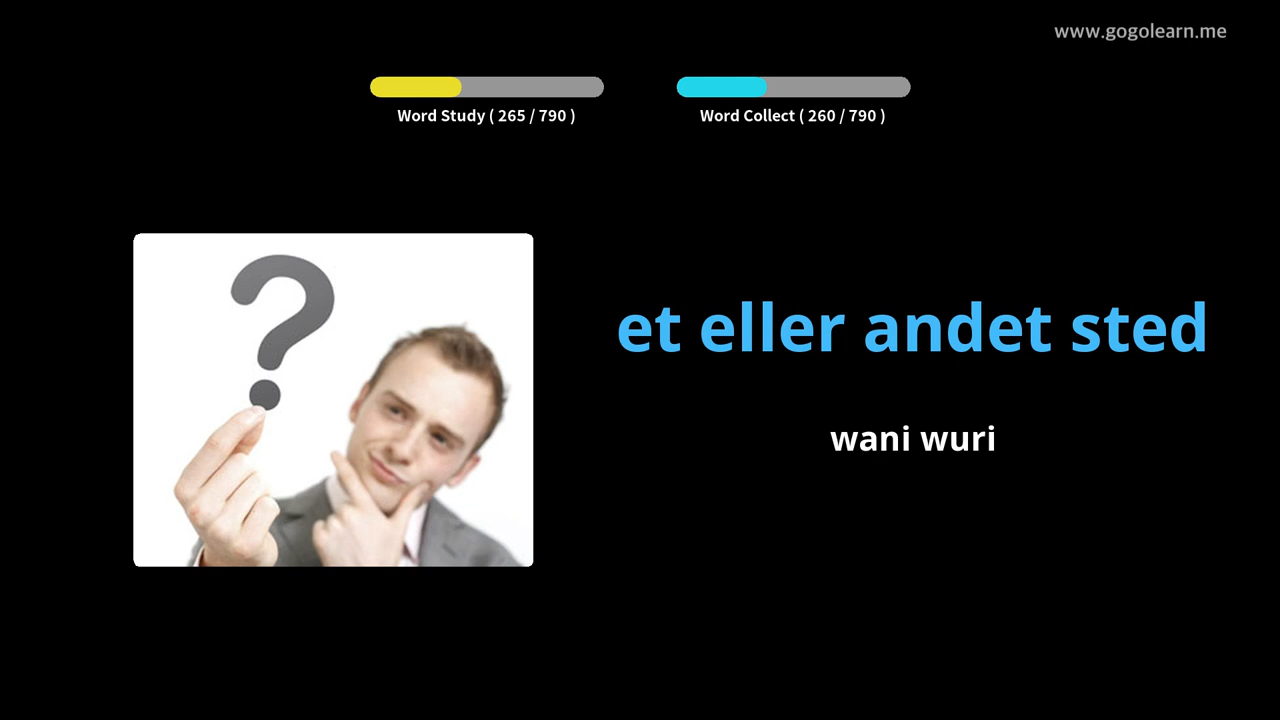 www.gogolearn.me
Word Study ( 265 / 790 )
Word Collect ( 260 / 790 )
?
et eller andet sted
wani wuri